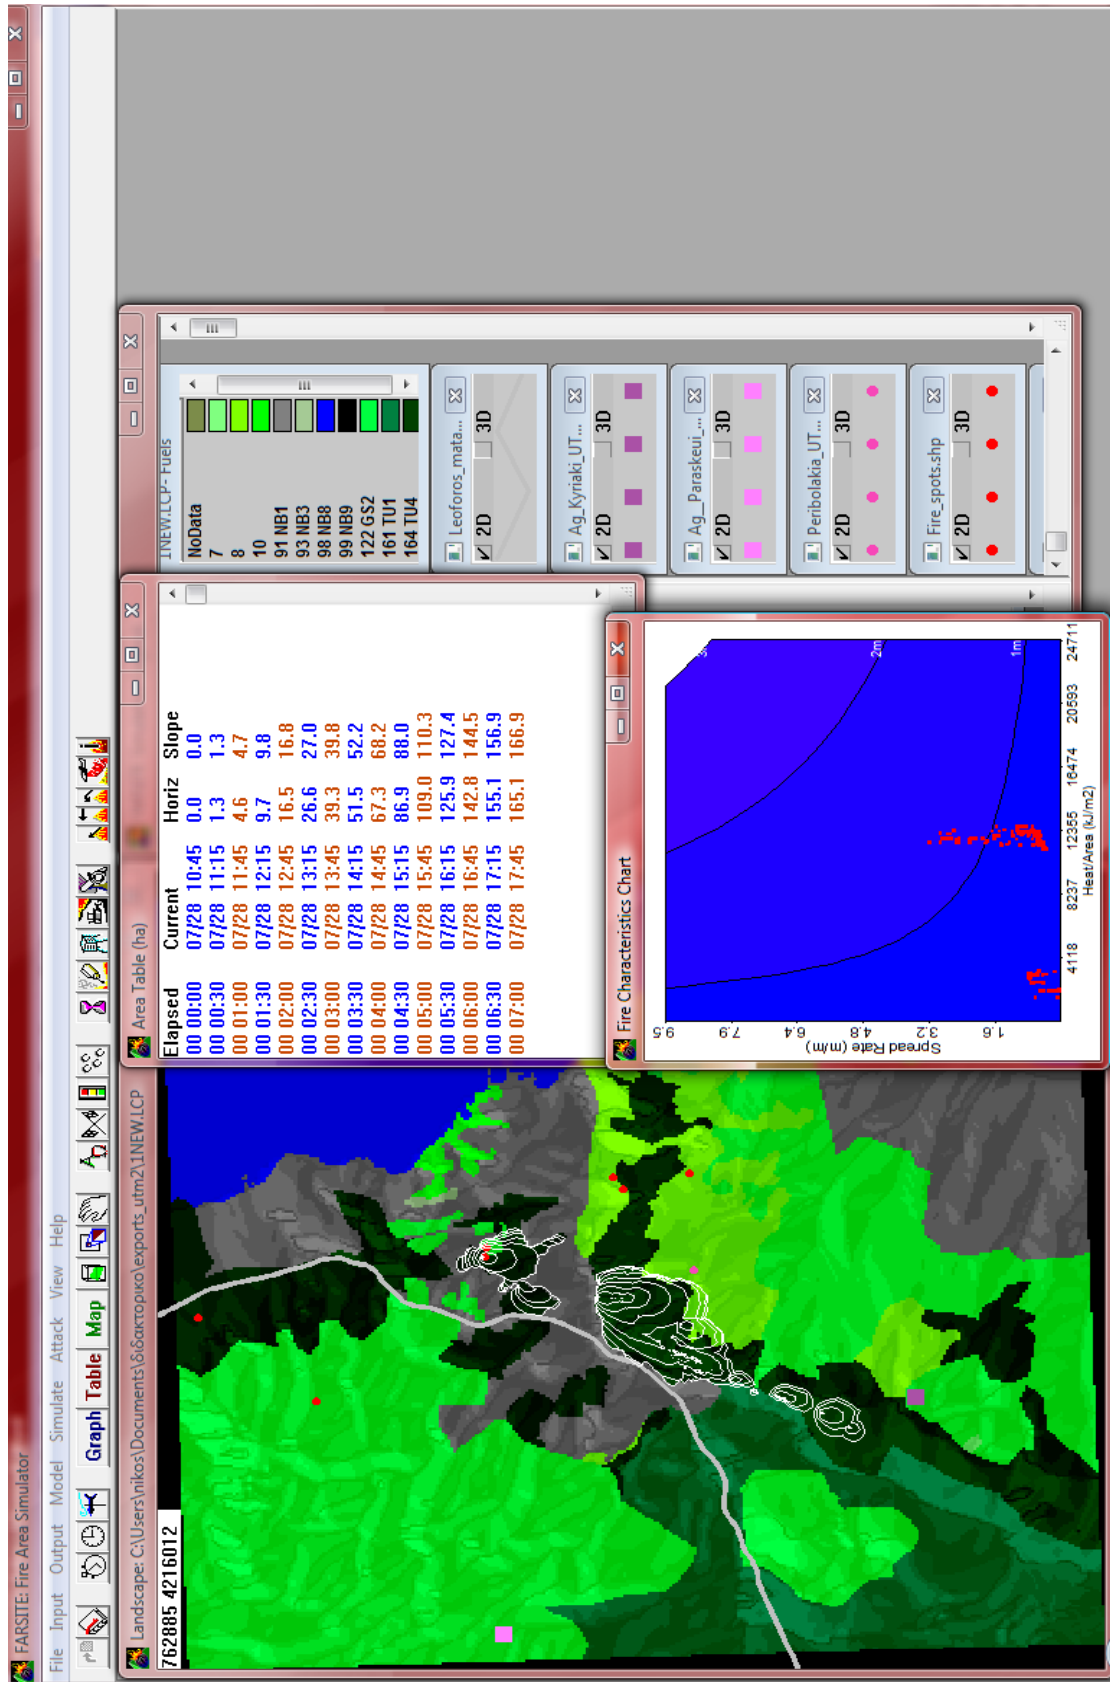 FARSITE: Fire Area Simulator
File Input Output Model Simulate Attack View Help
Graph Table Map
Landscape: C:\Users\nikos\Documents\διδακτορικο\exports_utm2\1NEW.LCP
762885 4216012
Area Table (ha)
Elapsed Current Horiz Slope
00 00:00 07/28 10:45 0.0 0.0
00 00:30 07/28 11:15 1.3 1.3
00 01:00 07/28 11:45 4.6 4.7
00 01:30 07/28 12:15 9.7 9.8
00 02:00 07/28 12:45 16.5 16.8
00 02:30 07/28 13:15 26.6 27.0
00 03:00 07/28 13:45 39.3 39.8
00 03:30 07/28 14:15 51.5 52.2
00 04:00 07/28 14:45 67.3 68.2
00 04:30 07/28 15:15 86.9 88.0
00 05:00 07/28 15:45 109.0 110.3
00 05:30 07/28 16:15 125.9 127.4
00 06:00 07/28 16:45 142.8 144.5
00 06:30 07/28 17:15 155.1 156.9
00 07:00 07/28 17:45 165.1 166.9
1NEW.LCP- Fuels
NoData
7
8
10
91 NB1
93 NB3
98 NB8
99 NB9
122 GS2
161 TU1
164 TU4
Leoforos_mata...
2D 3D
Ag_Kyriaki_UT...
2D 3D
Ag__Paraskeui_...
2D 3D
Peribolakia_UT...
2D 3D
Fire_spots.shp
2D 3D
Fire Characteristics Chart
Spread Rate (m/m)
9.5
7.9
6.4
4.8
3.2
1.6
2m
1m
4118 8237 12355 16474 20593 24711
Heat/Area (kJ/m2)